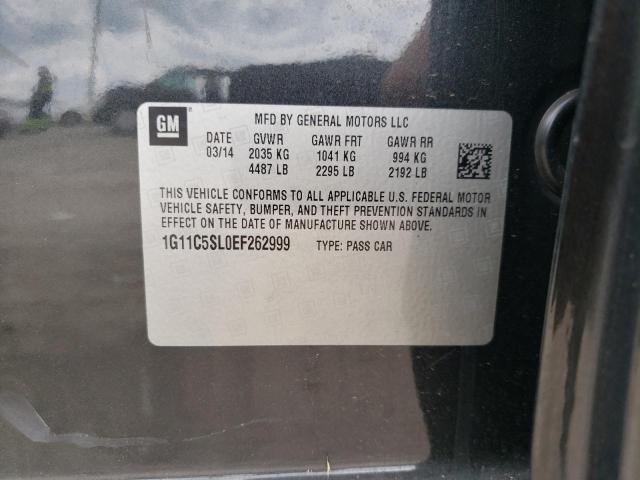 GM
MFD BY GENERAL MOTORS LLC
DATE GVWR GAWR FRT GAWR RR
03/14 2035 KG 1041 KG 994 KG
4487 LB 2295 LB 2192 LB
THIS VEHICLE CONFORMS TO ALL APPLICABLE U.S. FEDERAL MOTOR
VEHICLE SAFETY, BUMPER, AND THEFT PREVENTION STANDARDS IN
EFFECT ON THE DATE OF MANUFACTURE SHOWN ABOVE.
1G11C5SL0EF262999 TYPE: PASS CAR